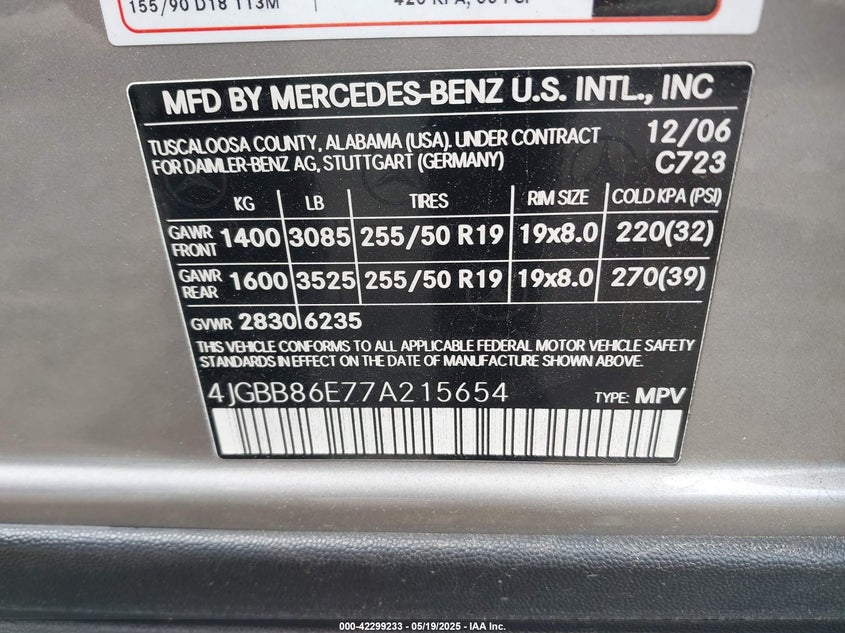 155/90 D18 113M
420 KPA, 60 PSI
MFD BY MERCEDES-BENZ U.S. INTL., INC
TUSCALOOSA COUNTY, ALABAMA (USA). UNDER CONTRACT 12/06
FOR DAIMLER-BENZ AG, STUTTGART (GERMANY) C723
KG LB TIRES RIM SIZE COLD KPA (PSI)
GAWR FRONT 1400 3085 255/50 R19 19x8.0 220(32)
GAWR REAR 1600 3525 255/50 R19 19x8.0 270(39)
GVWR 2830 6235
THIS VEHICLE CONFORMS TO ALL APPLICABLE FEDERAL MOTOR VEHICLE SAFETY
STANDARDS IN EFFECT ON THE DATE OF MANUFACTURE SHOWN ABOVE.
4JGBB86E77A215654 TYPE: MPV
000-42299233 - 05/19/2025 - IAA Inc.